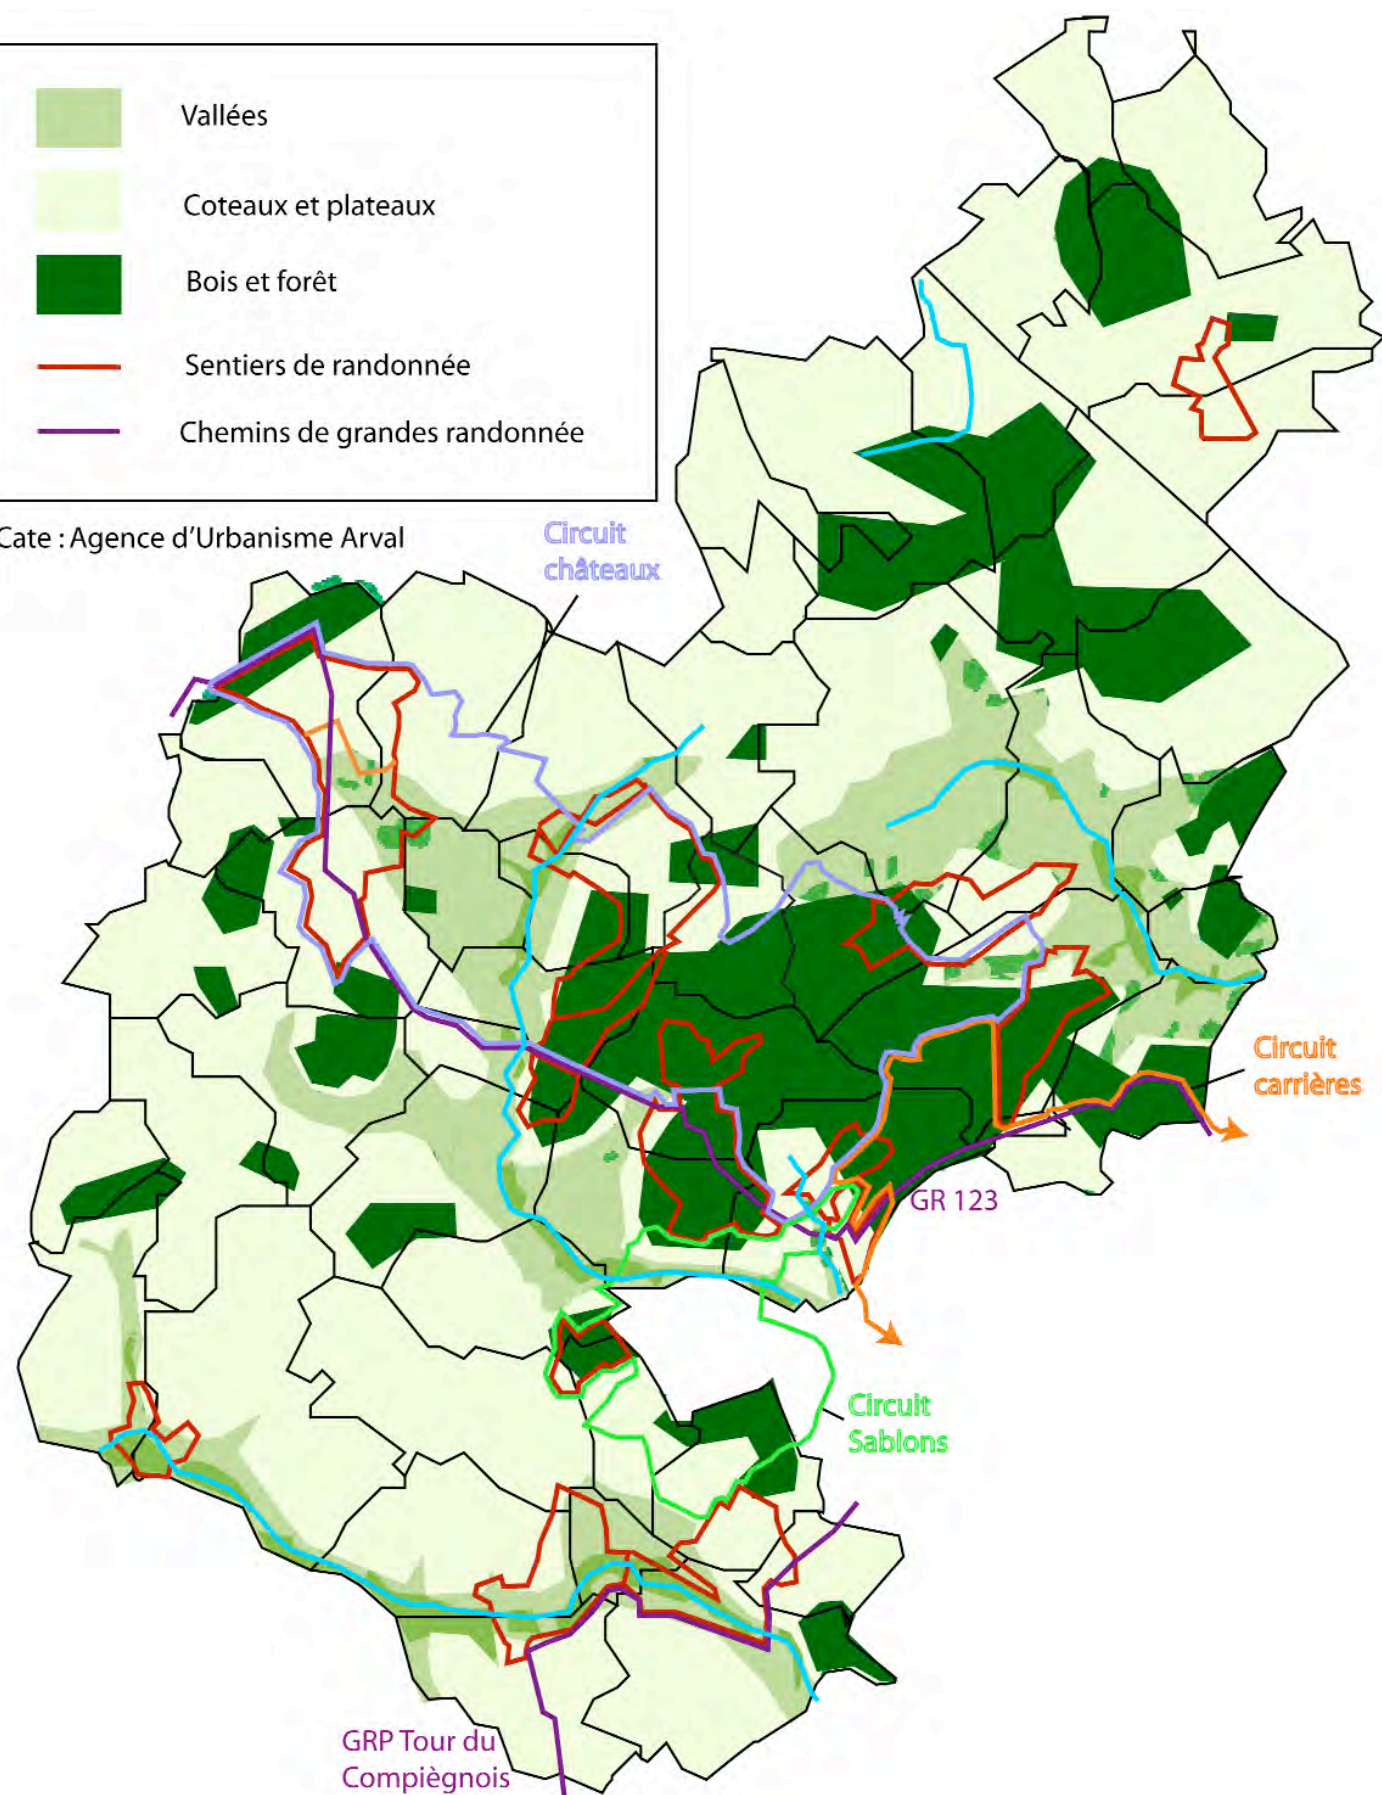 Vallées
Coteaux et plateaux
Bois et forêt
Sentiers de randonnée
Chemins de grandes randonnée
Cate : Agence d'Urbanisme Arval
Circuit
châteaux
Circuit
carrières
GR 123
Circuit
Sablons
GRP Tour du
Compiègnois